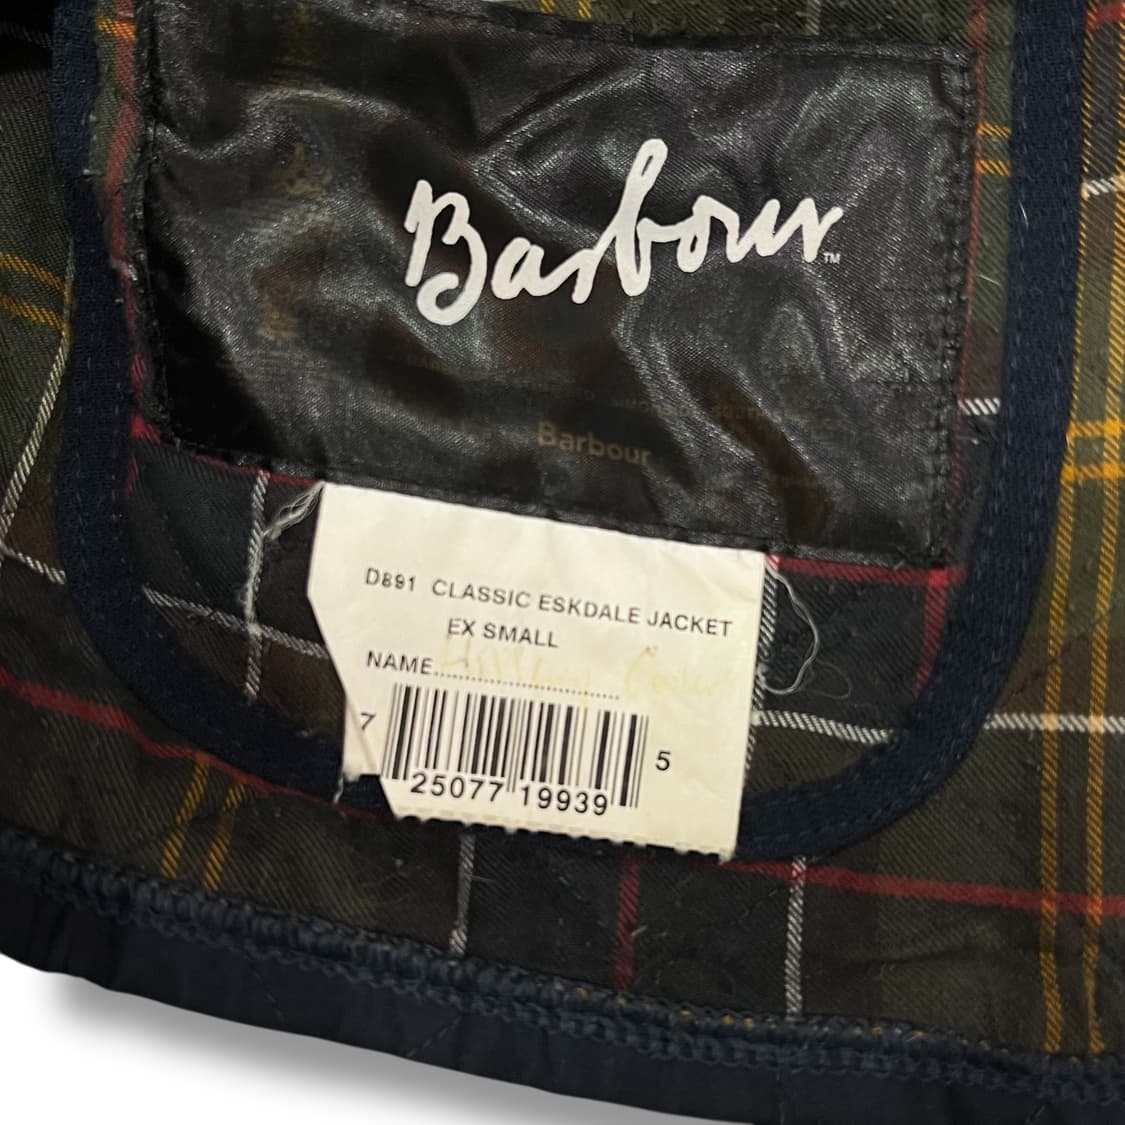 Barbour™
Barbour
D891 CLASSIC ESKDALE JACKET
EX SMALL
NAME....................
7 25077 19939 5